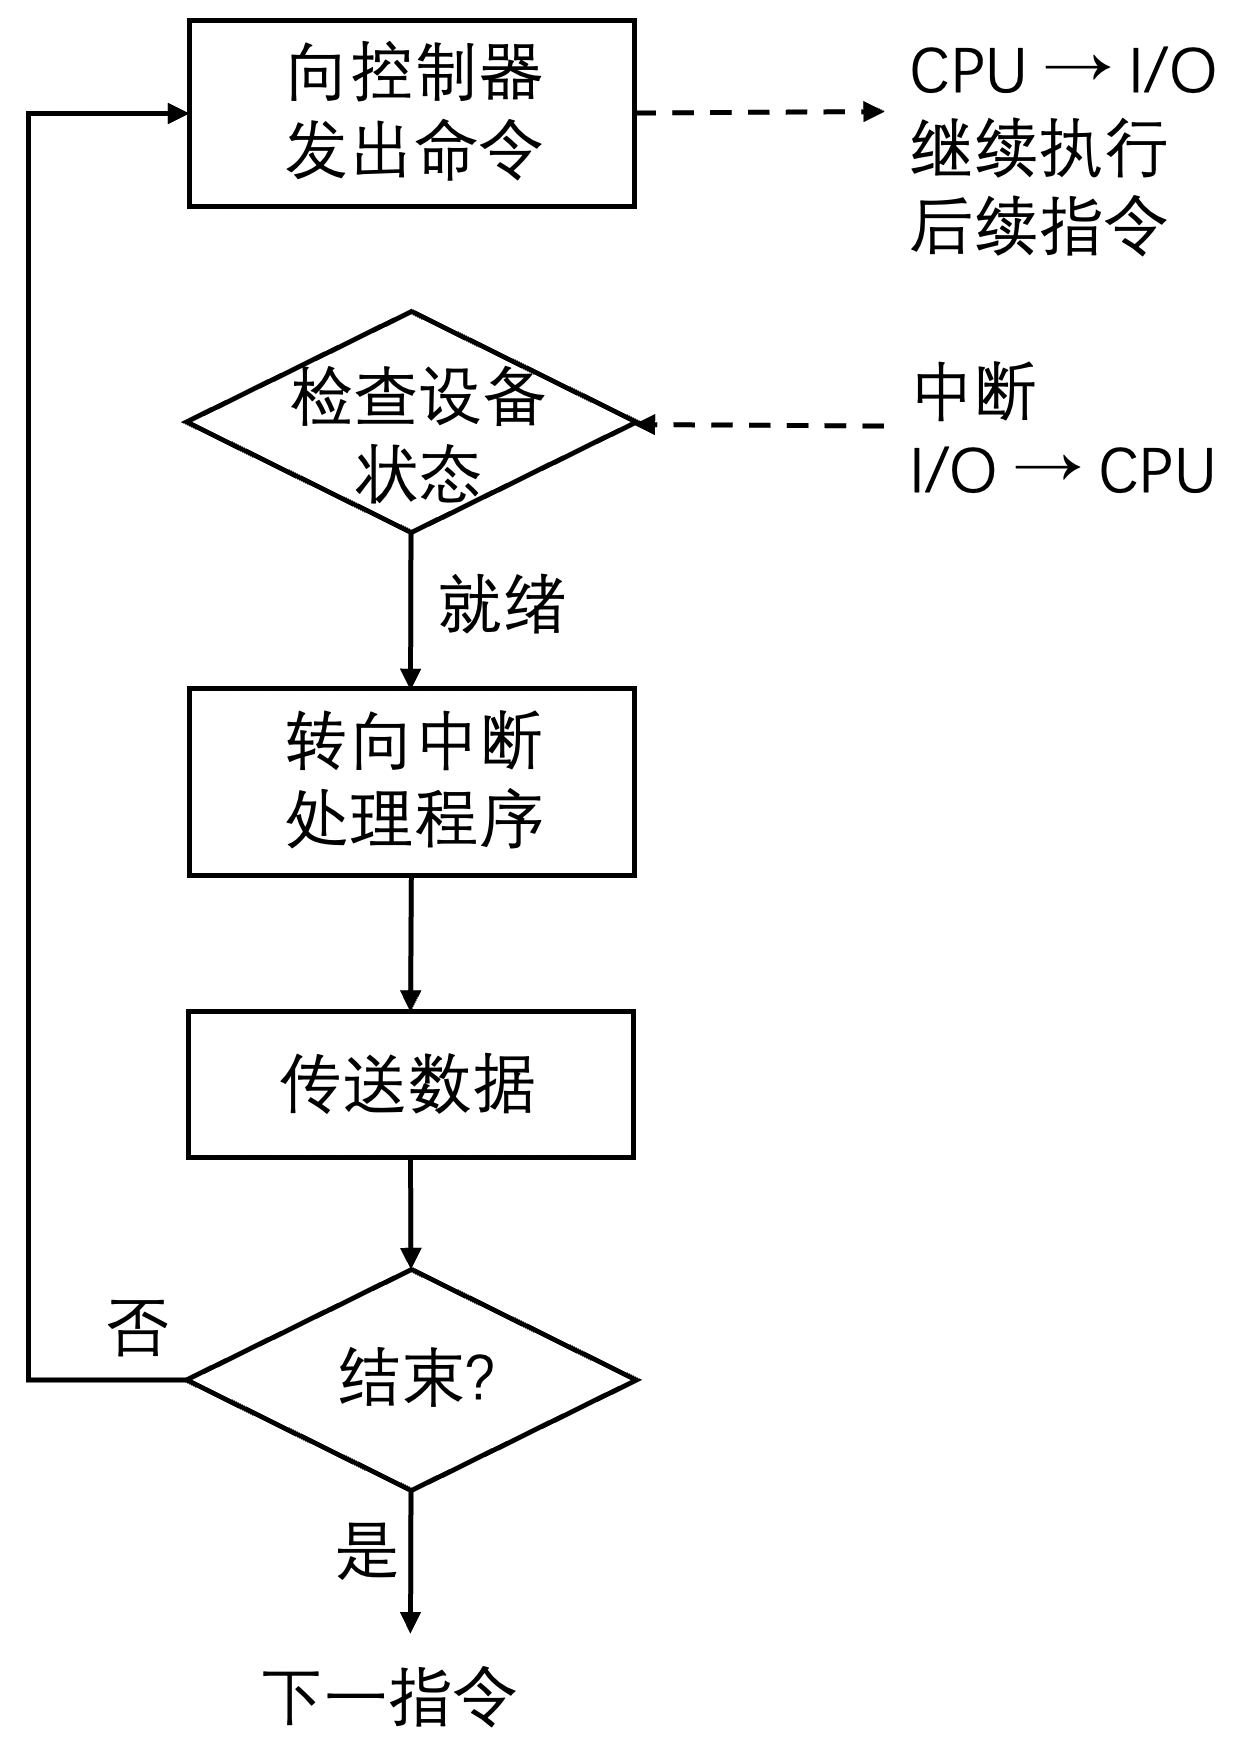 向控制器
发出命令
CPU → I/O
继续执行
后续指令
检查设备
状态
中断
I/O → CPU
就绪
转向中断
处理程序
传送数据
否
结束?
是
下一指令